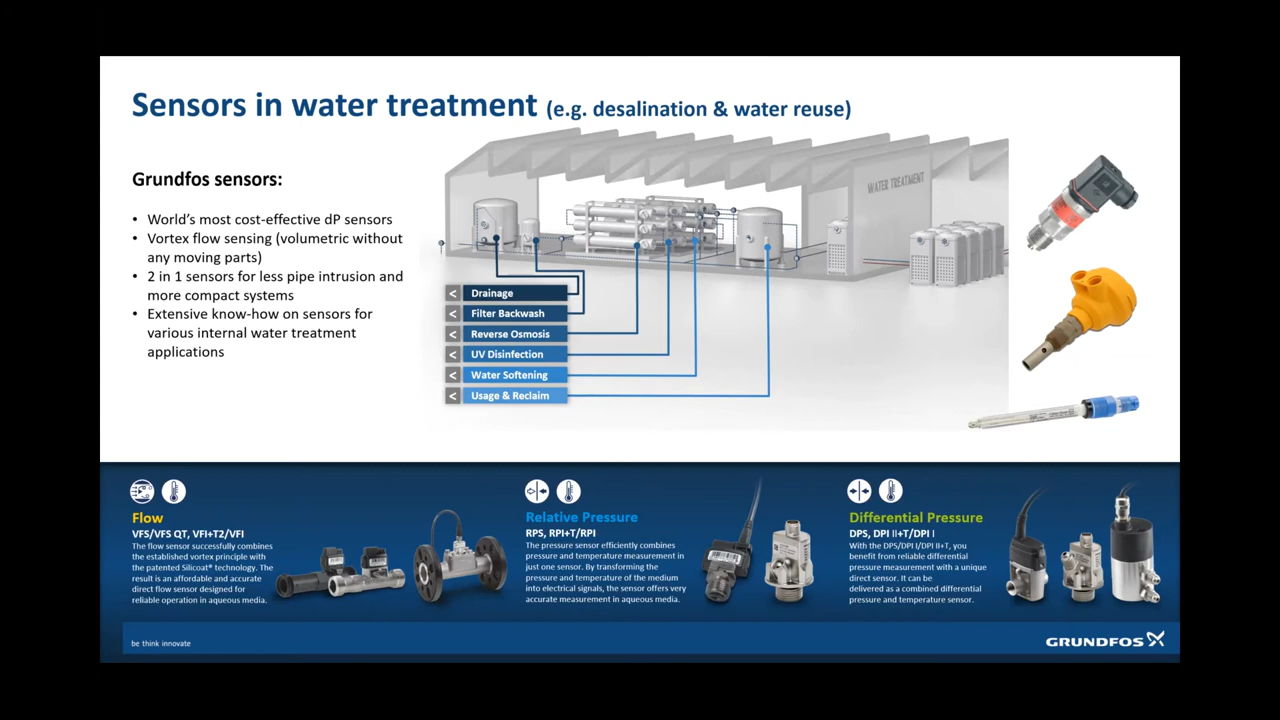 Sensors in water treatment (e.g. desalination & water reuse)
Grundfos sensors:
• World's most cost-effective dP sensors
• Vortex flow sensing (volumetric without
any moving parts)
• 2 in 1 sensors for less pipe intrusion and
more compact systems
• Extensive know-how on sensors for
various internal water treatment
applications
WATER TREATMENT
< Drainage
< Filter Backwash
< Reverse Osmosis
< UV Disinfection
< Water Softening
< Usage & Reclaim
Flow
VFS/VFS QT, VFI+T2/VFI
The flow sensor successfully combines
the established vortex principle with
the patented Silicoat® technology. The
result is an affordable and accurate
direct flow sensor designed for
reliable operation in aqueous media.
Relative Pressure
RPS, RPI+T/RPI
The pressure sensor efficiently combines
pressure and temperature measurement in
just one sensor. By transforming the
pressure and temperature of the medium
into electrical signals, the sensor offers very
accurate measurement in aqueous media.
Differential Pressure
DPS, DPI II+T/DPI I
With the DPS/DPI I/DPI II+T, you
benefit from reliable differential
pressure measurement with a unique
direct sensor. It can be
delivered as a combined differential
pressure and temperature sensor.
be think innovate
GRUNDFOS